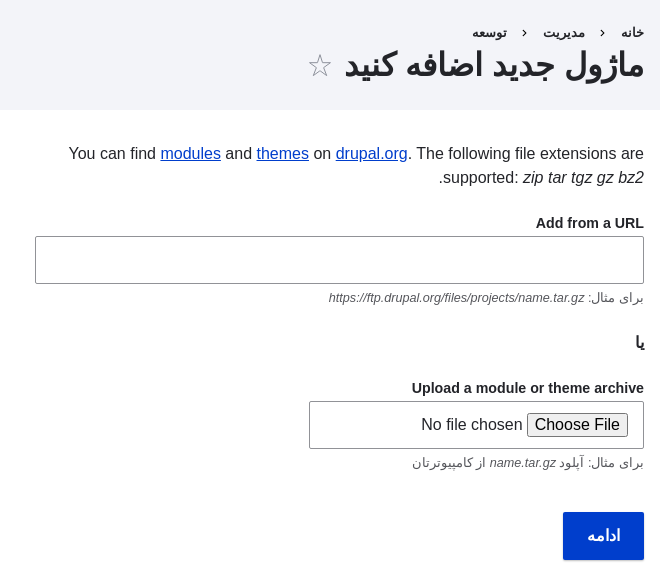 خانه › مدیریت › توسعه
ماژول جدید اضافه کنید ☆
You can find modules and themes on drupal.org. The following file extensions are
supported: zip tar tgz gz bz2.
Add from a URL
برای مثال: https://ftp.drupal.org/files/projects/name.tar.gz
یا
Upload a module or theme archive
Choose File No file chosen
برای مثال: آپلود name.tar.gz از کامپیوترتان
ادامه